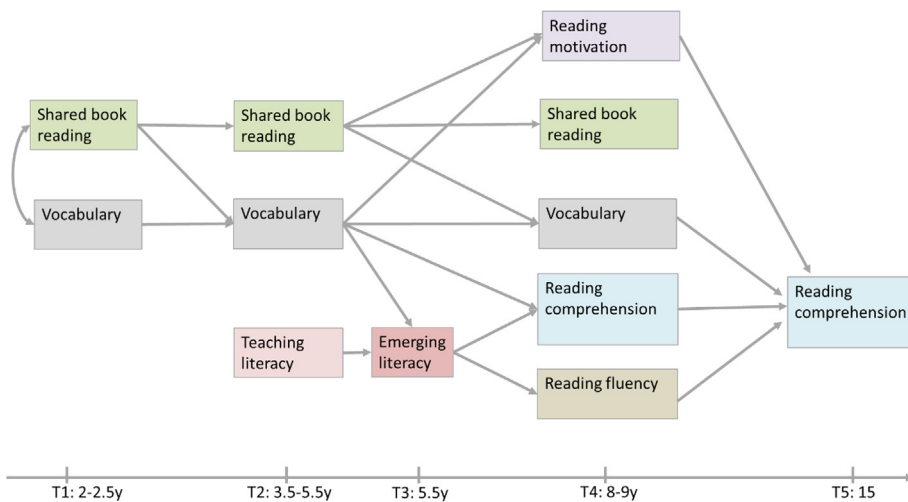 Reading
motivation
Shared book
reading
Shared book
reading
Shared book
reading
Vocabulary
Vocabulary
Vocabulary
Reading
comprehension
Reading
comprehension
Teaching
literacy
Emerging
literacy
Reading fluency
T1: 2-2.5y
T2: 3.5-5.5y
T3: 5.5y
T4: 8-9y
T5: 15